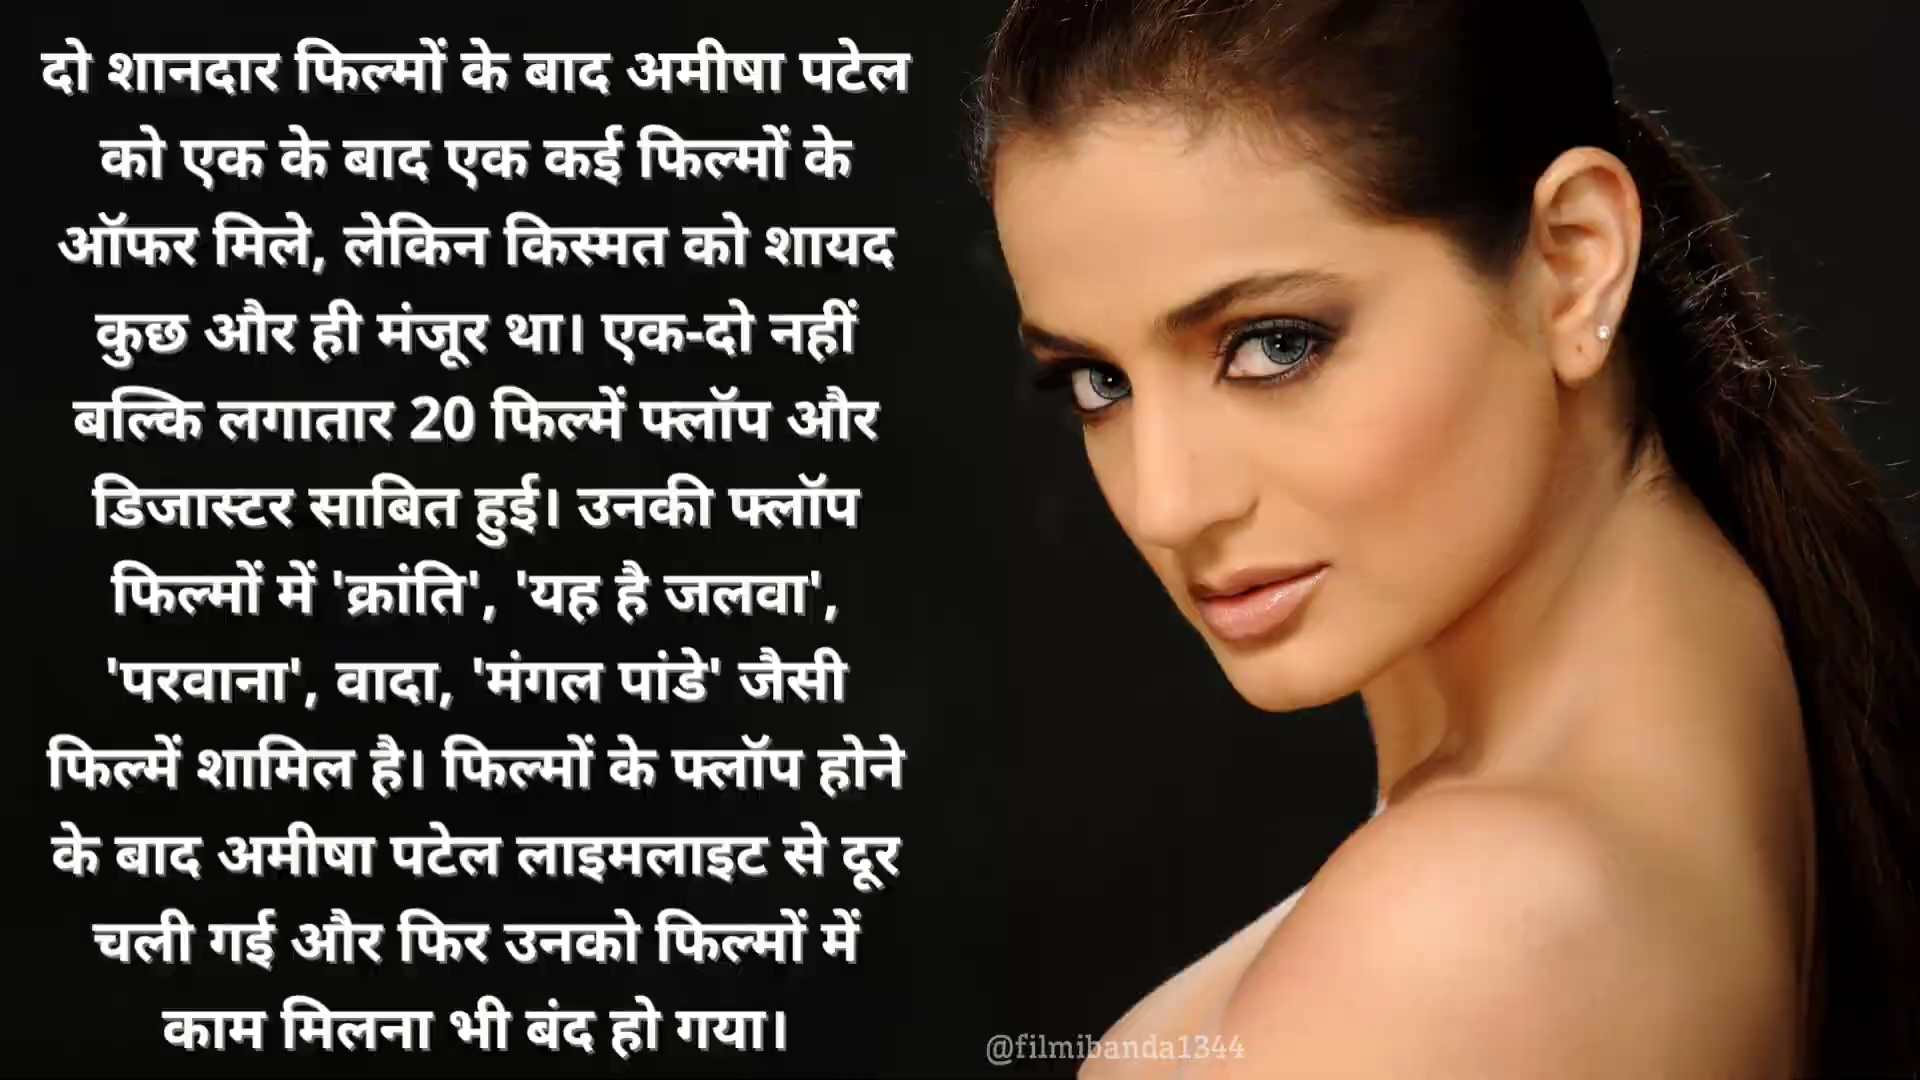 दो शानदार फिल्मों के बाद अमीषा पटेल
को एक के बाद एक कई फिल्मों के
ऑफर मिले, लेकिन किस्मत को शायद
कुछ और ही मंजूर था। एक-दो नहीं
बल्कि लगातार 20 फिल्में फ्लॉप और
डिजास्टर साबित हुई। उनकी फ्लॉप
फिल्मों में 'क्रांति', 'यह है जलवा',
'परवाना', वादा, 'मंगल पांडे' जैसी
फिल्में शामिल है। फिल्मों के फ्लॉप होने
के बाद अमीषा पटेल लाइमलाइट से दूर
चली गई और फिर उनको फिल्मों में
काम मिलना भी बंद हो गया।
@filmibanda1344